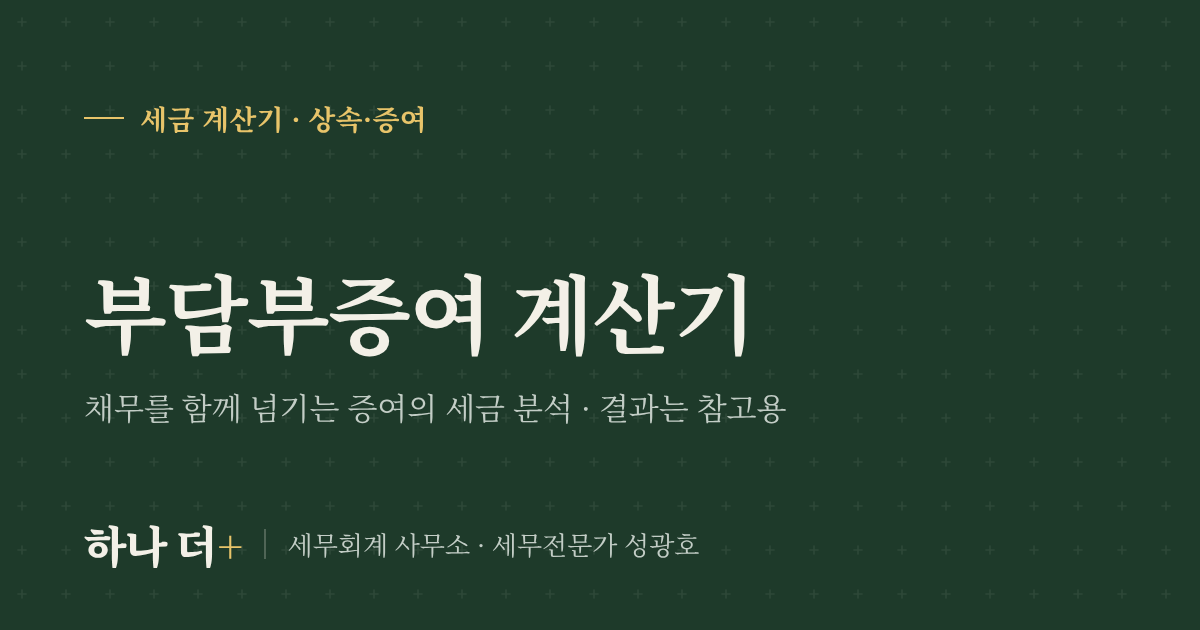 세금 계산기 · 상속·증여
부담부증여 계산기
채무를 함께 넘기는 증여의 세금 분석 · 결과는 참고용
하나 더+ | 세무회계 사무소 · 세무전문가 성광호